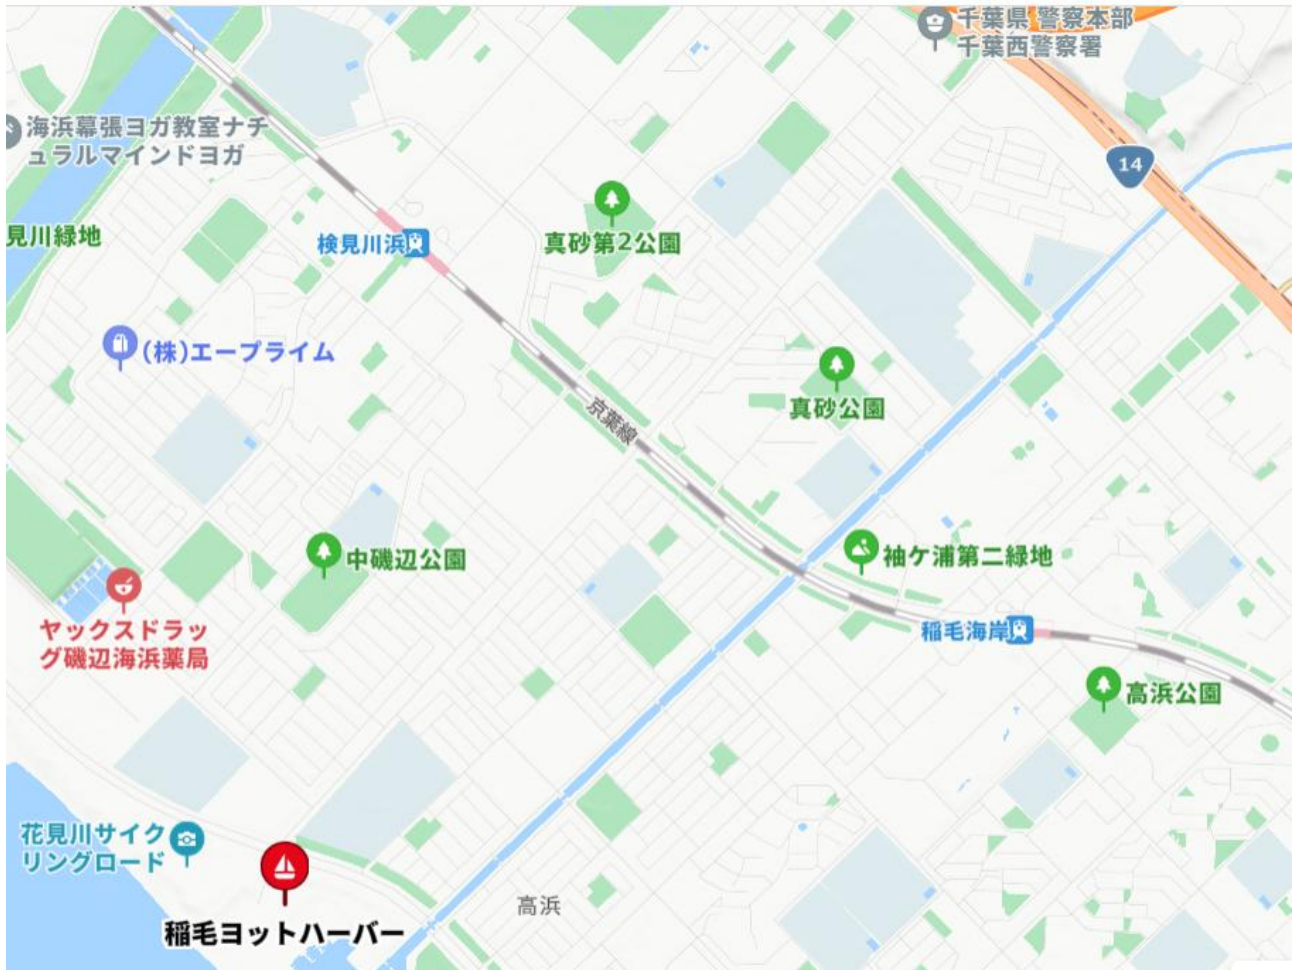 千葉県 警察本部
千葉西警察署
海浜幕張ヨガ教室ナチ
ュラルマインドヨガ
14
見川緑地
検見川浜
真砂第2公園
(株)エープライム
真砂公園
京葉線
中磯辺公園
袖ケ浦第二緑地
ヤックスドラッ
グ磯辺海浜薬局
稲毛海岸
高浜公園
花見川サイク
リングロード
高浜
稲毛ヨットハーバー